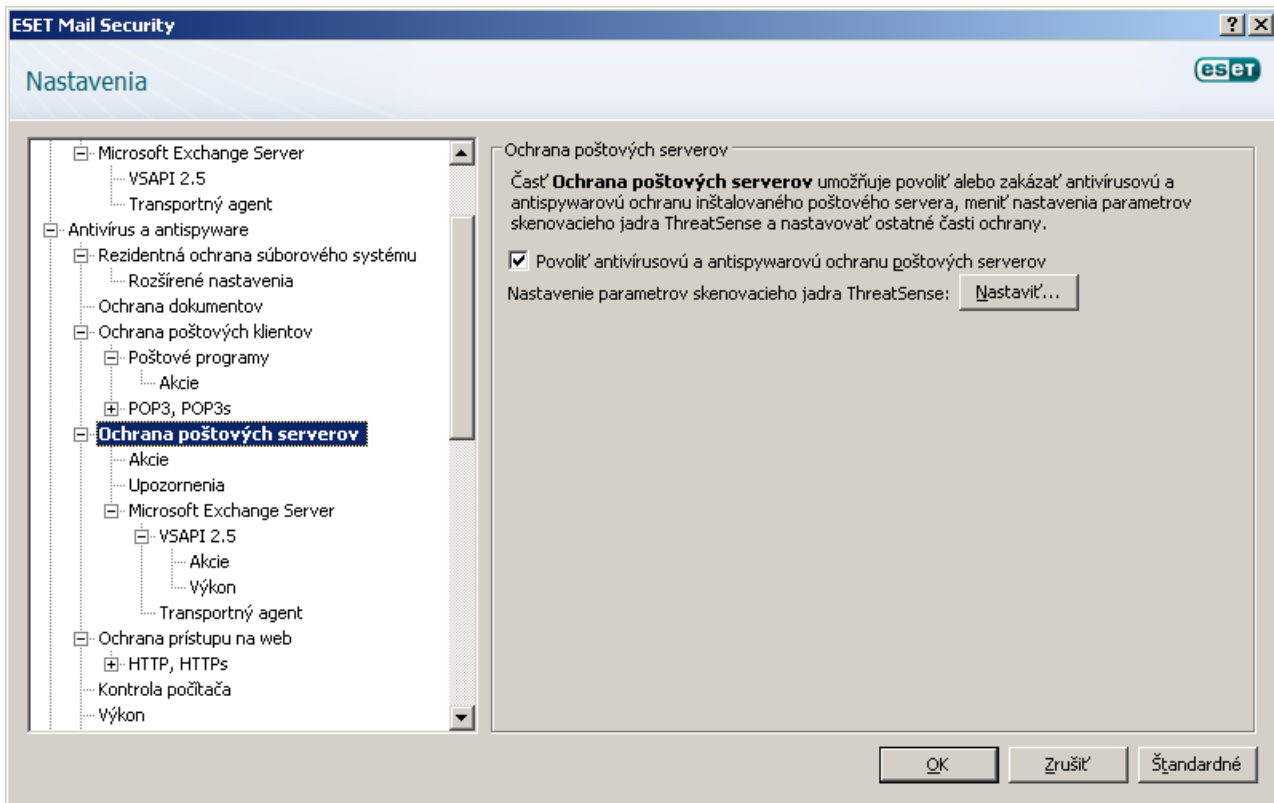 ESET Mail Security
Nastavenia
eset
Microsoft Exchange Server
VSAPI 2.5
Transportný agent
Antivírus a antispyware
Rezidentná ochrana súborového systému
Rozšírené nastavenia
Ochrana dokumentov
Ochrana poštových klientov
Poštové programy
Akcie
POP3, POP3s
Ochrana poštových serverov
Akcie
Upozornenia
Microsoft Exchange Server
VSAPI 2.5
Akcie
Výkon
Transportný agent
Ochrana prístupu na web
HTTP, HTTPs
Kontrola počítača
Výkon
Ochrana poštových serverov
Časť Ochrana poštových serverov umožňuje povoliť alebo zakázať antivírusovú a
antispywarovú ochranu inštalovaného poštového servera, meniť nastavenia parametrov
skenovacieho jadra ThreatSense a nastavovať ostatné časti ochrany.
Povoliť antivírusovú a antispywarovú ochranu poštových serverov
Nastavenie parametrov skenovacieho jadra ThreatSense: Nastaviť...
OK Zrušiť Štandardné